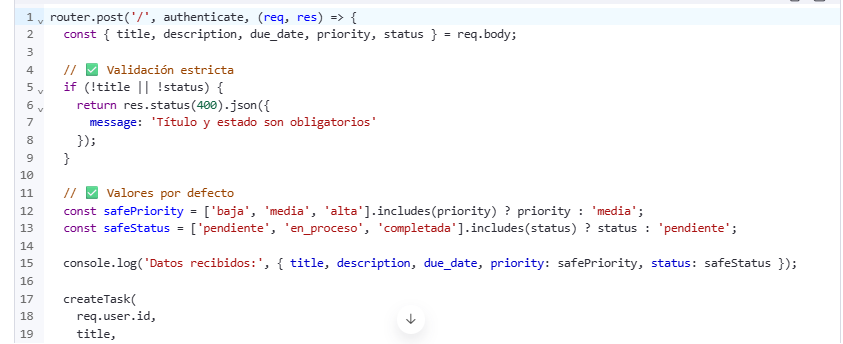 1 router.post('/', authenticate, (req, res) => {
2   const { title, description, due_date, priority, status } = req.body;
3
4   // ✅ Validación estricta
5   if (!title || !status) {
6     return res.status(400).json({
7       message: 'Título y estado son obligatorios'
8     });
9   }
10
11   // ✅ Valores por defecto
12   const safePriority = ['baja', 'media', 'alta'].includes(priority) ? priority : 'media';
13   const safeStatus = ['pendiente', 'en_proceso', 'completada'].includes(status) ? status : 'pendiente';
14
15   console.log('Datos recibidos:', { title, description, due_date, priority: safePriority, status: safeStatus });
16
17   createTask(
18     req.user.id,
19     title,